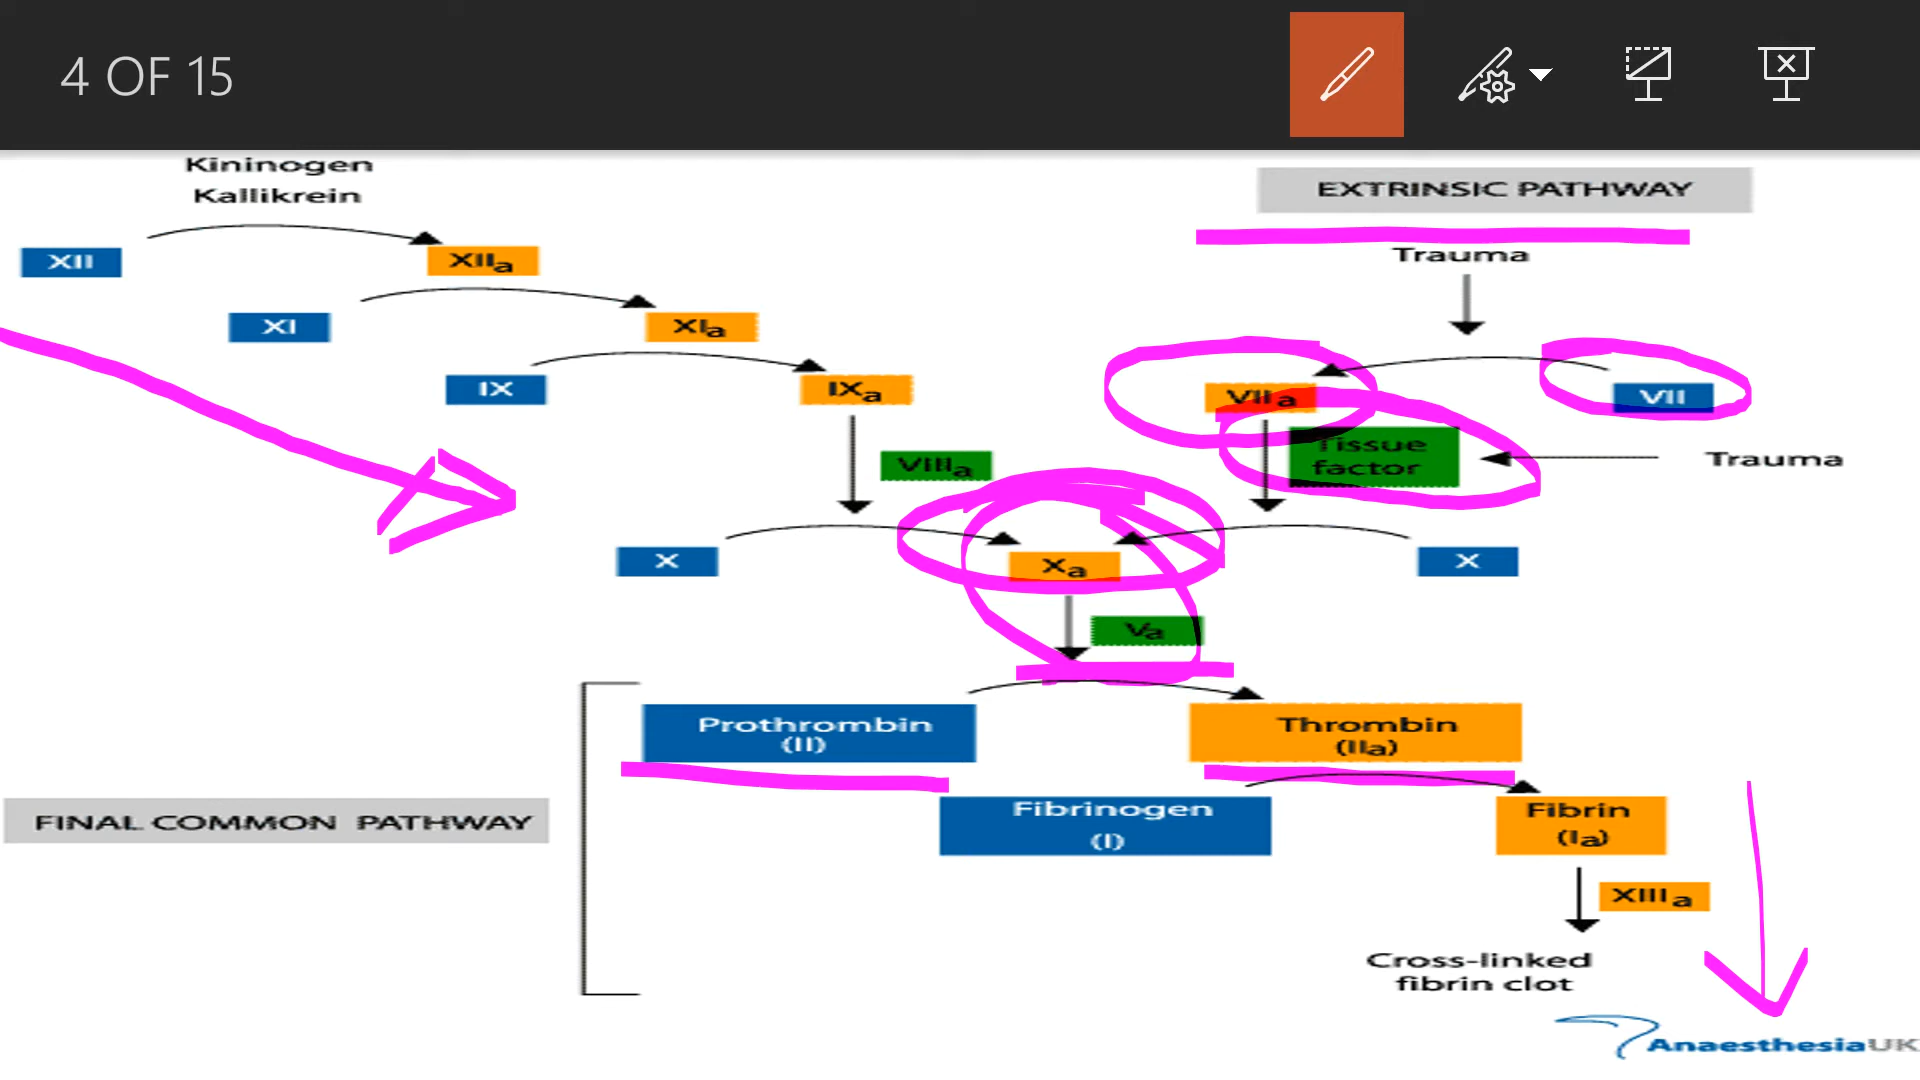 4 OF 15
Kininogen
Kallikrein
EXTRINSIC PATHWAY
Trauma
XII
XIIa
XI
XIa
IX
IXa
VIIa
VII
Tissue
factor
Trauma
VIIIa
X
Xa
X
Va
Prothrombin
(II)
Thrombin
(IIa)
FINAL COMMON PATHWAY
Fibrinogen
(I)
Fibrin
(Ia)
XIIIa
Cross-linked
fibrin clot
AnaesthesiaUK